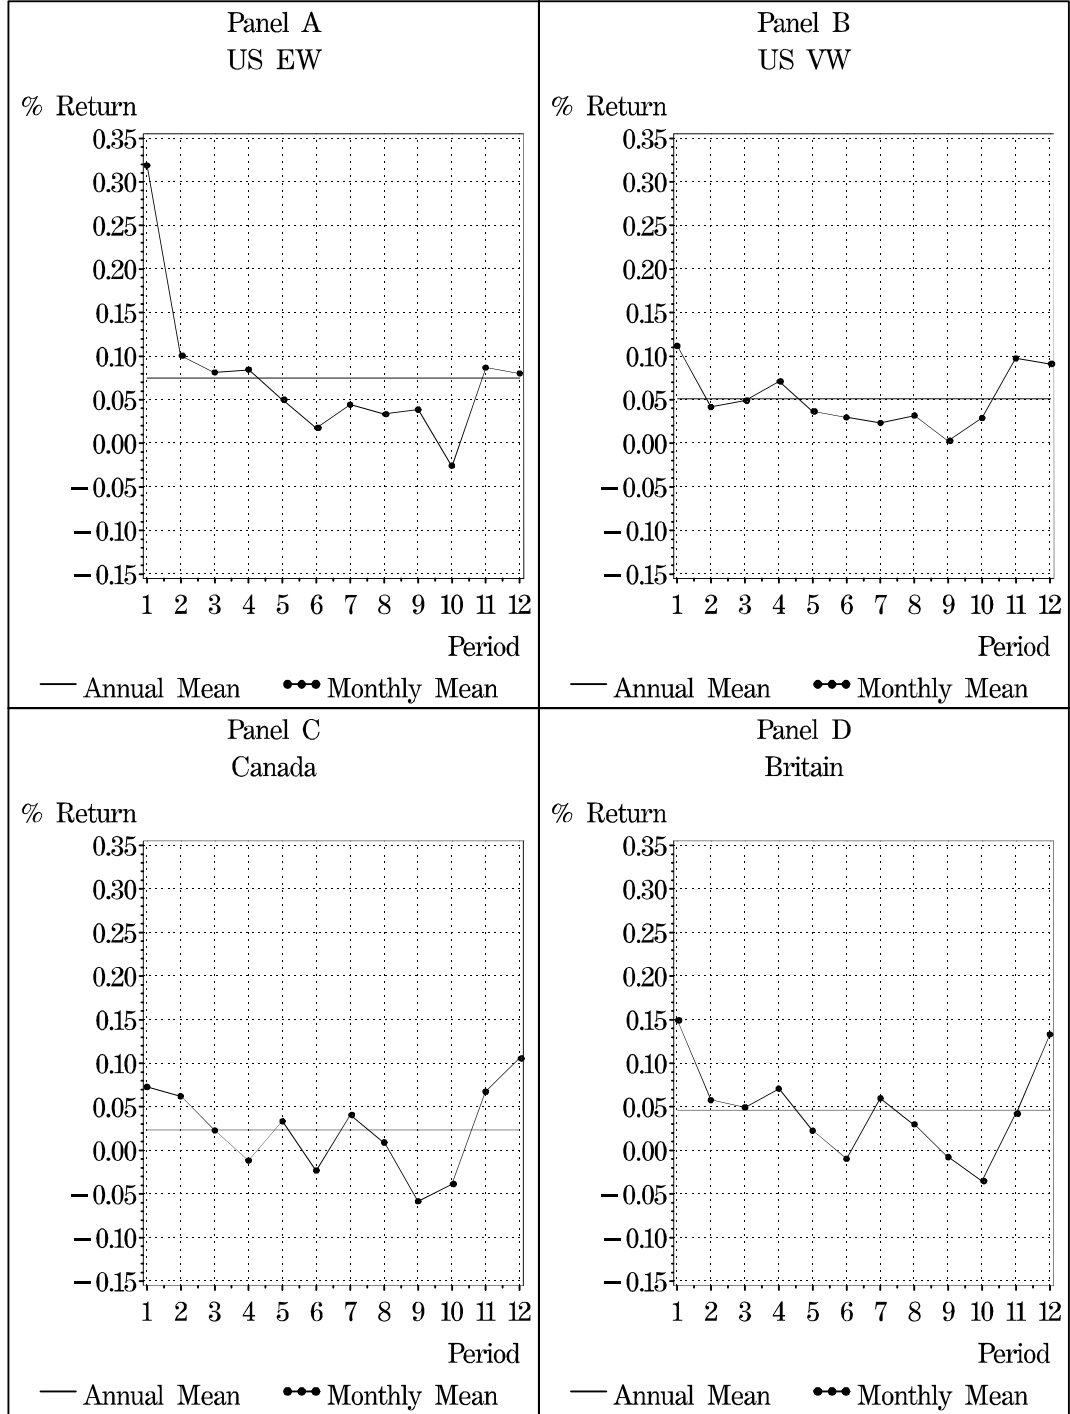 Panel A
US EW
% Return
0.35
0.30
0.25
0.20
0.15
0.10
0.05
0.00
−0.05
−0.10
−0.15
1 2 3 4 5 6 7 8 9 10 11 12
Period
Annual Mean Monthly Mean
Panel B
US VW
% Return
0.35
0.30
0.25
0.20
0.15
0.10
0.05
0.00
−0.05
−0.10
−0.15
1 2 3 4 5 6 7 8 9 10 11 12
Period
Annual Mean Monthly Mean
Panel C
Canada
% Return
0.35
0.30
0.25
0.20
0.15
0.10
0.05
0.00
−0.05
−0.10
−0.15
1 2 3 4 5 6 7 8 9 10 11 12
Period
Annual Mean Monthly Mean
Panel D
Britain
% Return
0.35
0.30
0.25
0.20
0.15
0.10
0.05
0.00
−0.05
−0.10
−0.15
1 2 3 4 5 6 7 8 9 10 11 12
Period
Annual Mean Monthly Mean